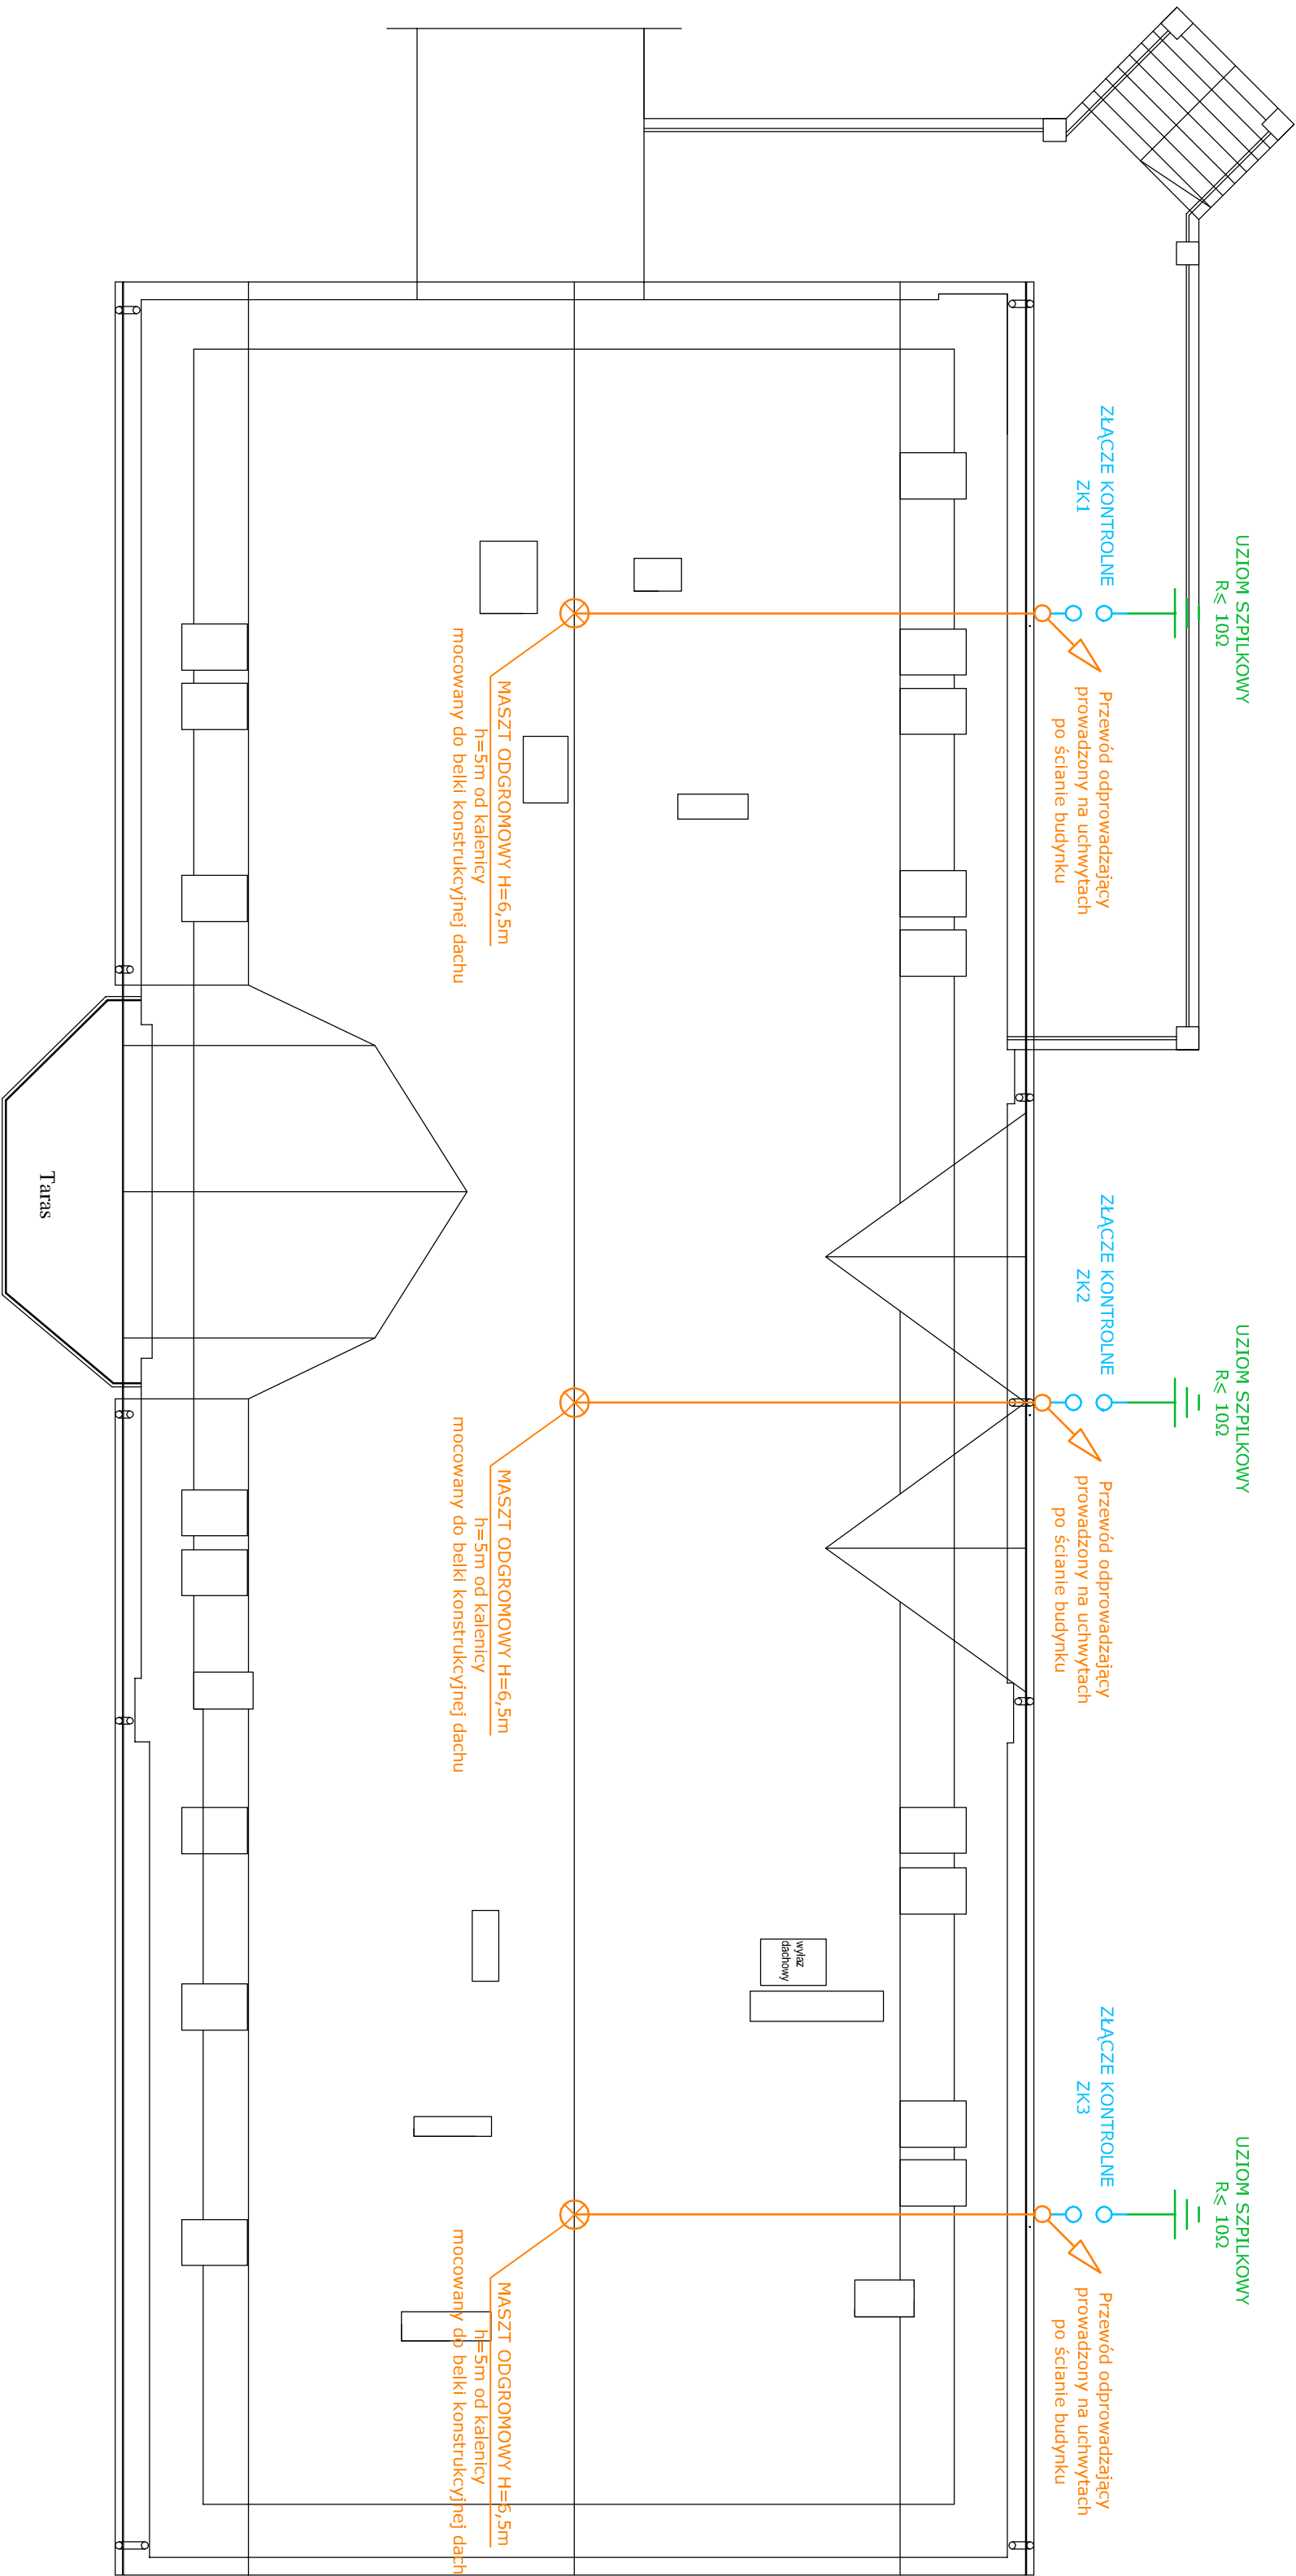 UZIOM SZPILKOWY
R⩽ 10Ω
ZŁĄCZE KONTROLNE
ZK1
Przewód odprowadzający
prowadzony na uchwytach
po ścianie budynku
MASZT ODGROMOWY H=6,5m
h=5m od kalenicy
mocowany do belki konstrukcyjnej dachu
UZIOM SZPILKOWY
R⩽ 10Ω
ZŁĄCZE KONTROLNE
ZK2
Przewód odprowadzający
prowadzony na uchwytach
po ścianie budynku
MASZT ODGROMOWY H=6,5m
h=5m od kalenicy
mocowany do belki konstrukcyjnej dachu
Taras
UZIOM SZPILKOWY
R⩽ 10Ω
ZŁĄCZE KONTROLNE
ZK3
Przewód odprowadzający
prowadzony na uchwytach
po ścianie budynku
wyłaz
dachowy
MASZT ODGROMOWY H=6,5m
h=5m od kalenicy
mocowany do belki konstrukcyjnej dach